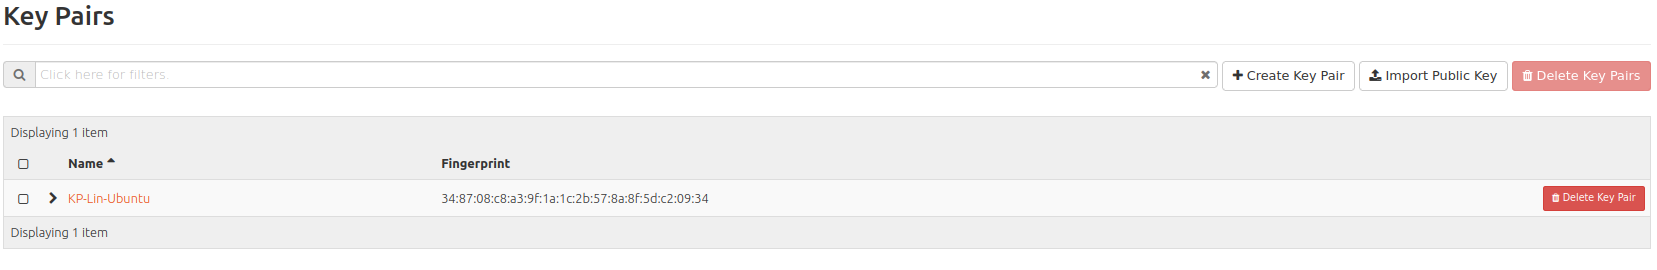 Key Pairs
Click here for filters.
Create Key Pair
Import Public Key
Delete Key Pairs
Displaying 1 item
Name Fingerprint
KP-Lin-Ubuntu 34:87:08:c8:a3:9f:1a:1c:2b:57:8a:8f:5d:c2:09:34 Delete Key Pair
Displaying 1 item